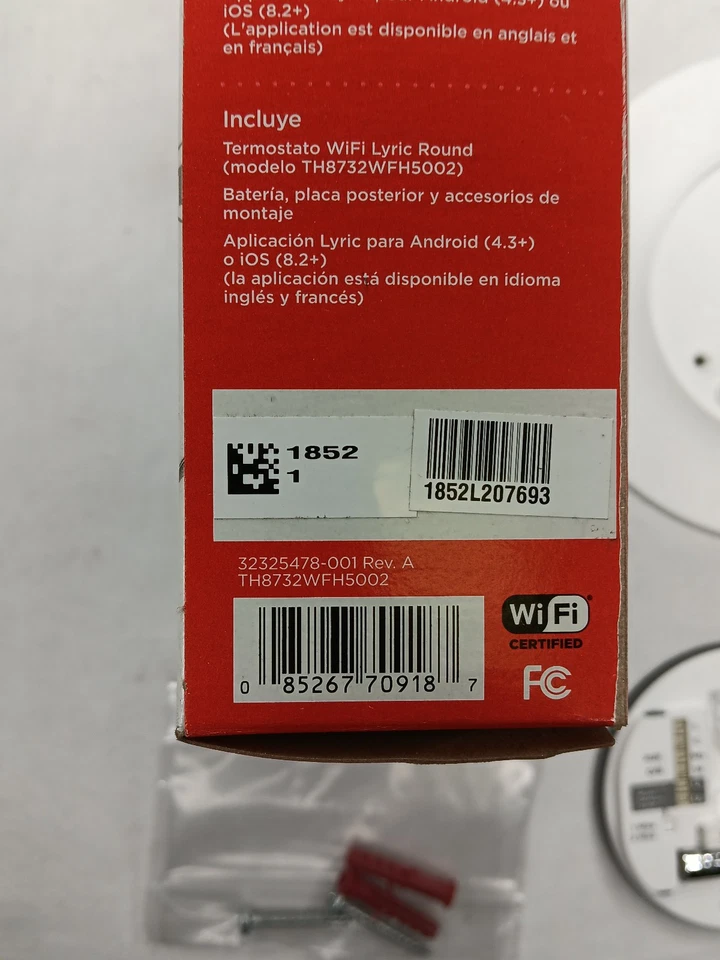 iOS (8.2+)
(L'application est disponible en anglais et
en français)
Incluye
Termostato WiFi Lyric Round
(modelo TH8732WFH5002)
Batería, placa posterior y accesorios de
montaje
Aplicación Lyric para Android (4.3+)
o iOS (8.2+)
(la aplicación está disponible en idioma
inglés y francés)
1852
1
1852L207693
32325478-001 Rev. A
TH8732WFH5002
0 85267 70918 7
WiFi
CERTIFIED
FC